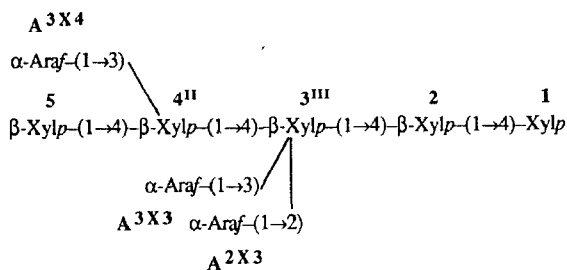 A3X4
α-Araf–(1→3)
5 4II 3III 2 1
β-Xylp–(1→4)–β-Xylp–(1→4)–β-Xylp–(1→4)–β-Xylp–(1→4)–Xylp
α-Araf–(1→3)
A3X3 α-Araf–(1→2)
A2X3